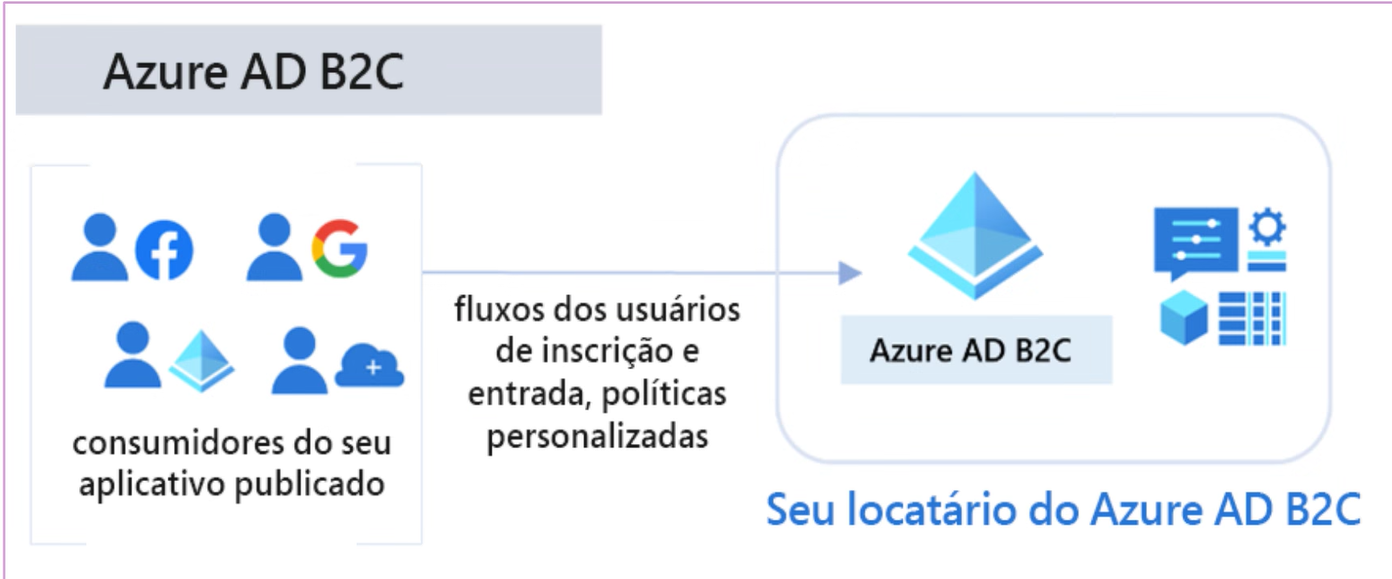 Azure AD B2C
consumidores do seu
aplicativo publicado
fluxos dos usuários
de inscrição e
entrada, políticas
personalizadas
Azure AD B2C
Seu locatário do Azure AD B2C